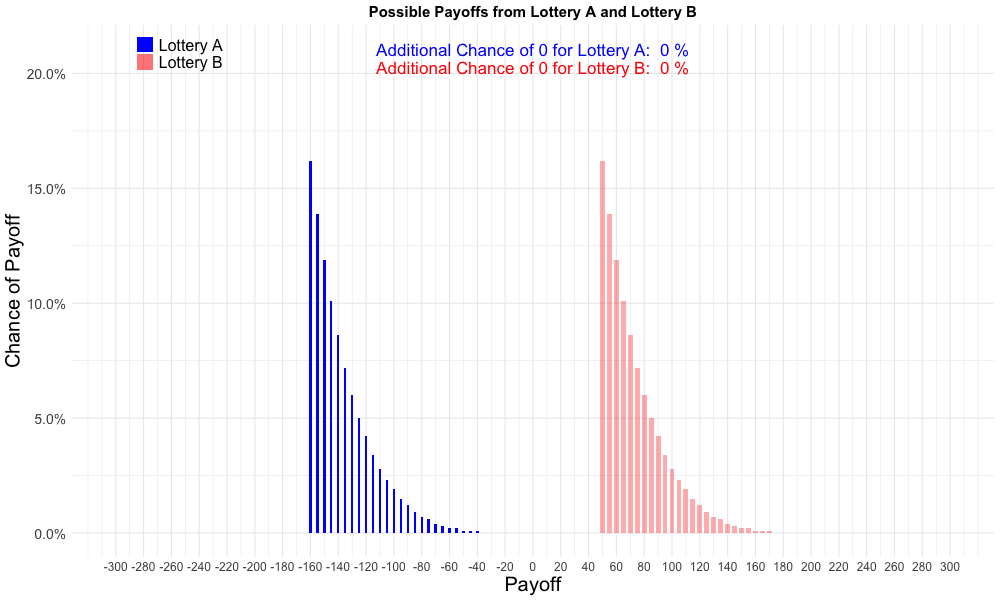 Possible Payoffs from Lottery A and Lottery B
Lottery A
Lottery B
Additional Chance of 0 for Lottery A:  0 %
Additional Chance of 0 for Lottery B:  0 %
Chance of Payoff
20.0%
15.0%
10.0%
5.0%
0.0%
-300 -280 -260 -240 -220 -200 -180 -160 -140 -120 -100 -80 -60 -40 -20 0 20 40 60 80 100 120 140 160 180 200 220 240 260 280 300
Payoff